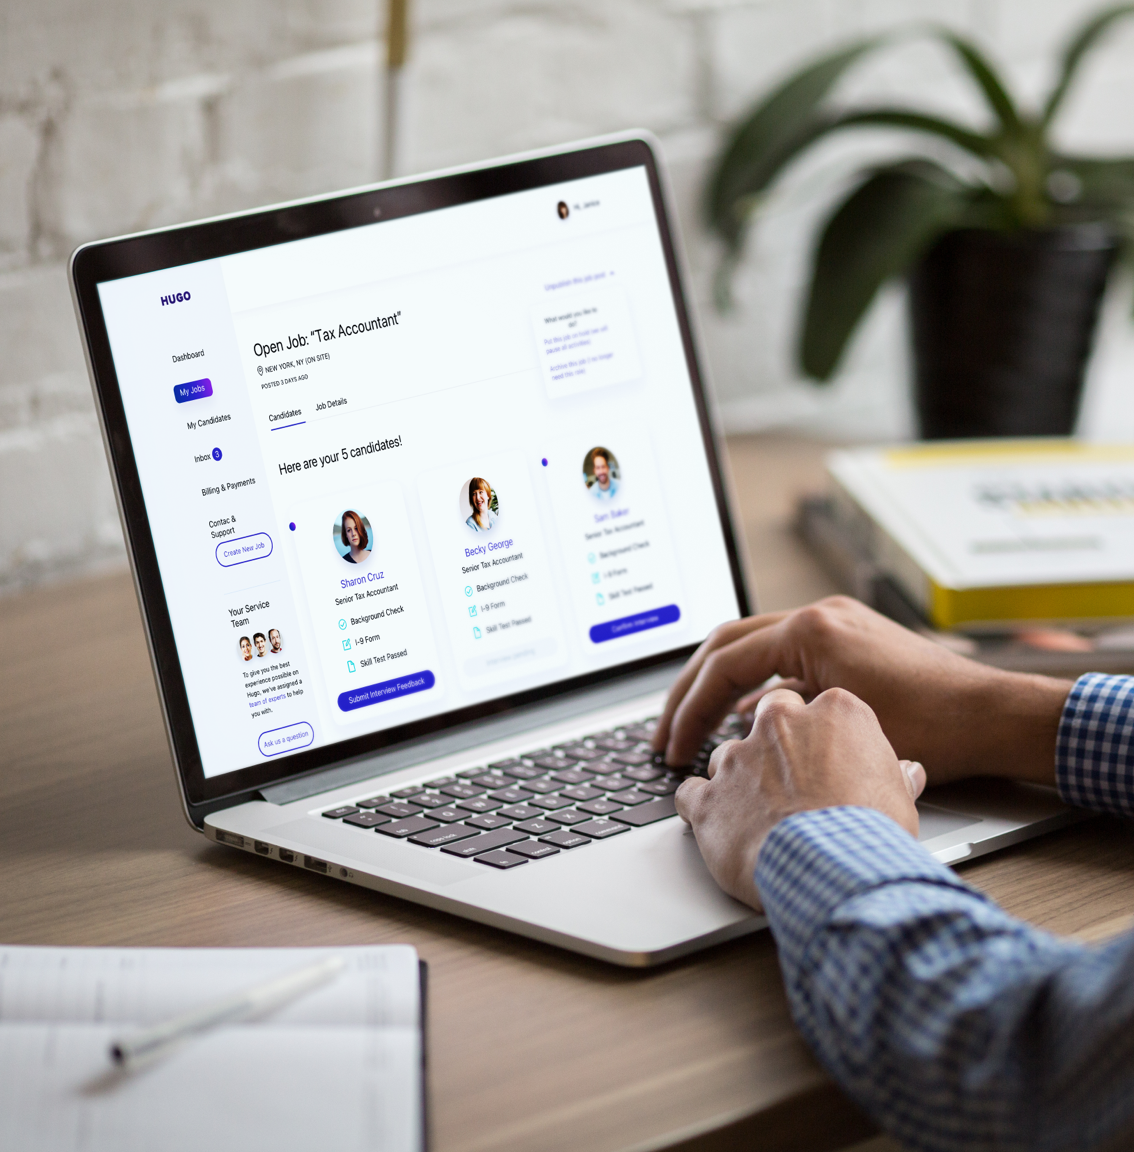 HUGO
Hi, Janice
Dashboard
My Jobs
My Candidates
Inbox 3
Billing & Payments
Contac &
Support
Create New Job
Your Service
Team
To give you the best
experience possible on
Hugo, we've assigned a
team of experts to help
you with.
Ask us a question
Open Job: "Tax Accountant"
NEW YORK, NY (ON SITE)
POSTED 3 DAYS AGO
Unpublish this job post
What would you like to
do?
Candidates
Job Details
Here are your 5 candidates!
Sharon Cruz
Senior Tax Accountant
Background Check
I-9 Form
Skill Test Passed
Submit Interview Feedback
Becky George
Senior Tax Accountant
Background Check
I-9 Form
Skill Test Passed
Sam Baker
Senior Tax Accountant
Background Check
I-9 Form
Skill Test Passed
Confirm Interview